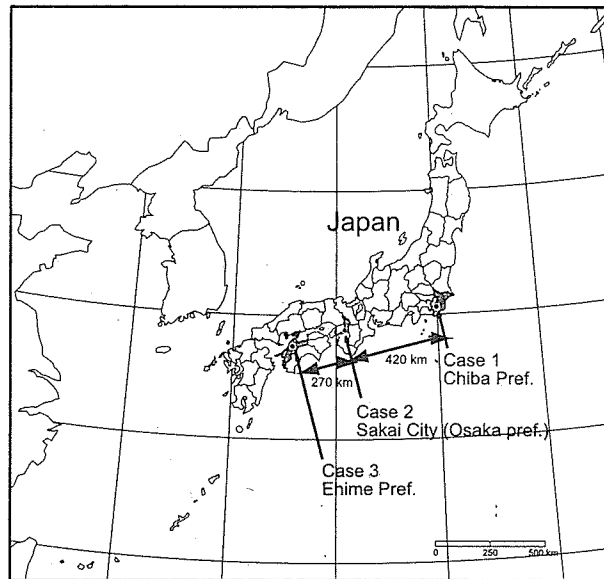 Japan
420 km
Case 1
Chiba Pref.
270 km
Case 2
Sakai City (Osaka pref.)
Case 3
Ehime Pref.
0 250 500 km